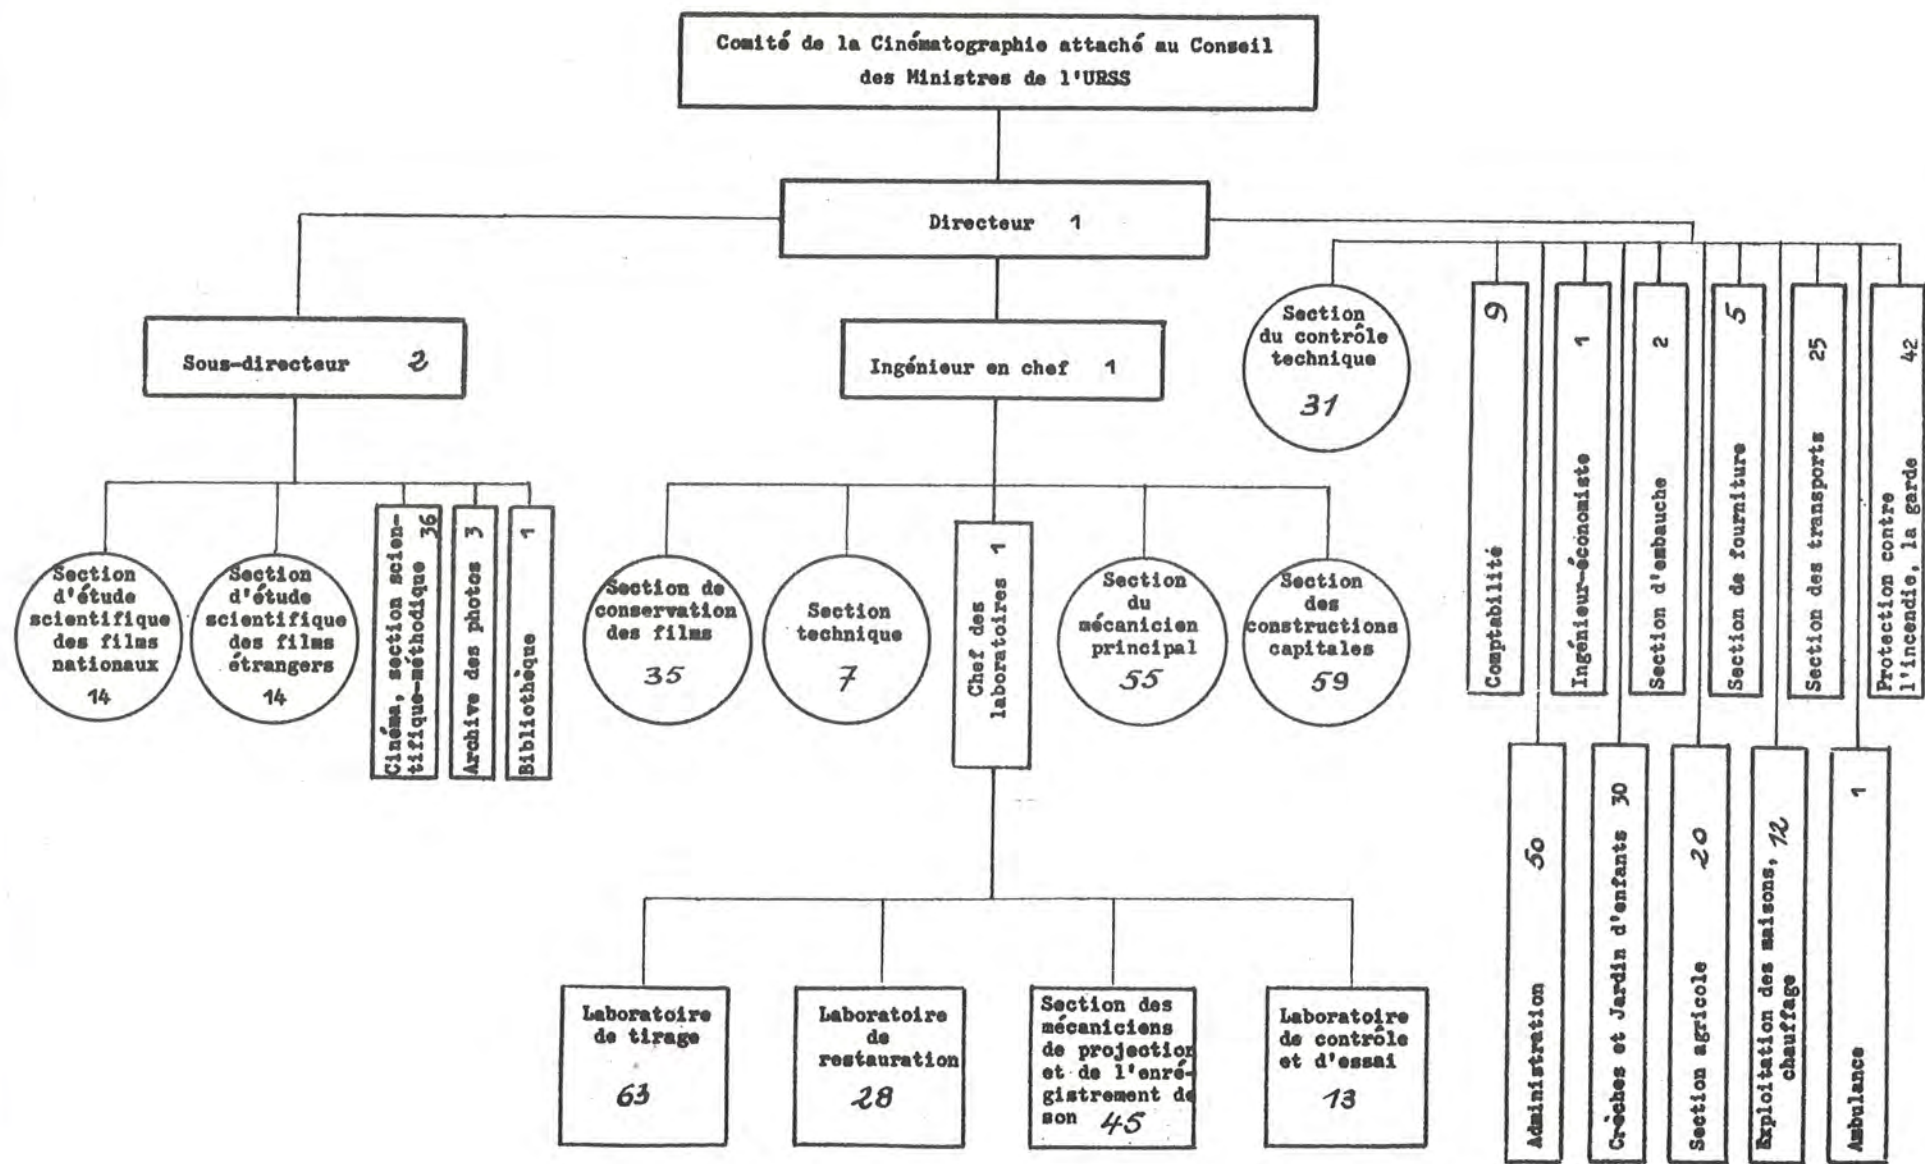 Comité de la Cinématographie attaché au Conseil
des Ministres de l'URSS
Directeur 1
Sous-directeur 2
Ingénieur en chef 1
Section
du contrôle
technique
31
Comptabilité 9
Ingénieur-économiste 1
Section d'embauche 2
Section de fourniture 5
Section des transports 25
Protection contre
l'incendie, la garde 42
Section
d'étude
scientifique
des films
nationaux
14
Section
d'étude
scientifique
des films
étrangers
14
Cinéma, section scien-
tifique-méthodique 36
Archive des photos 3
Bibliothèque 1
Section de
conservation
des films
35
Section
technique
7
Chef des
laboratoires 1
Section
du
mécanicien
principal
55
Section
des
constructions
capitales
59
Administration 50
Crèches et Jardin d'enfants 30
Section agricole 20
Exploitation des maisons, 12
chauffage
Ambulance 1
Laboratoire
de tirage
63
Laboratoire
de
restauration
28
Section des
mécaniciens
de projection
et de l'enré-
gistrement de
son 45
Laboratoire
de contrôle
et d'essai
13